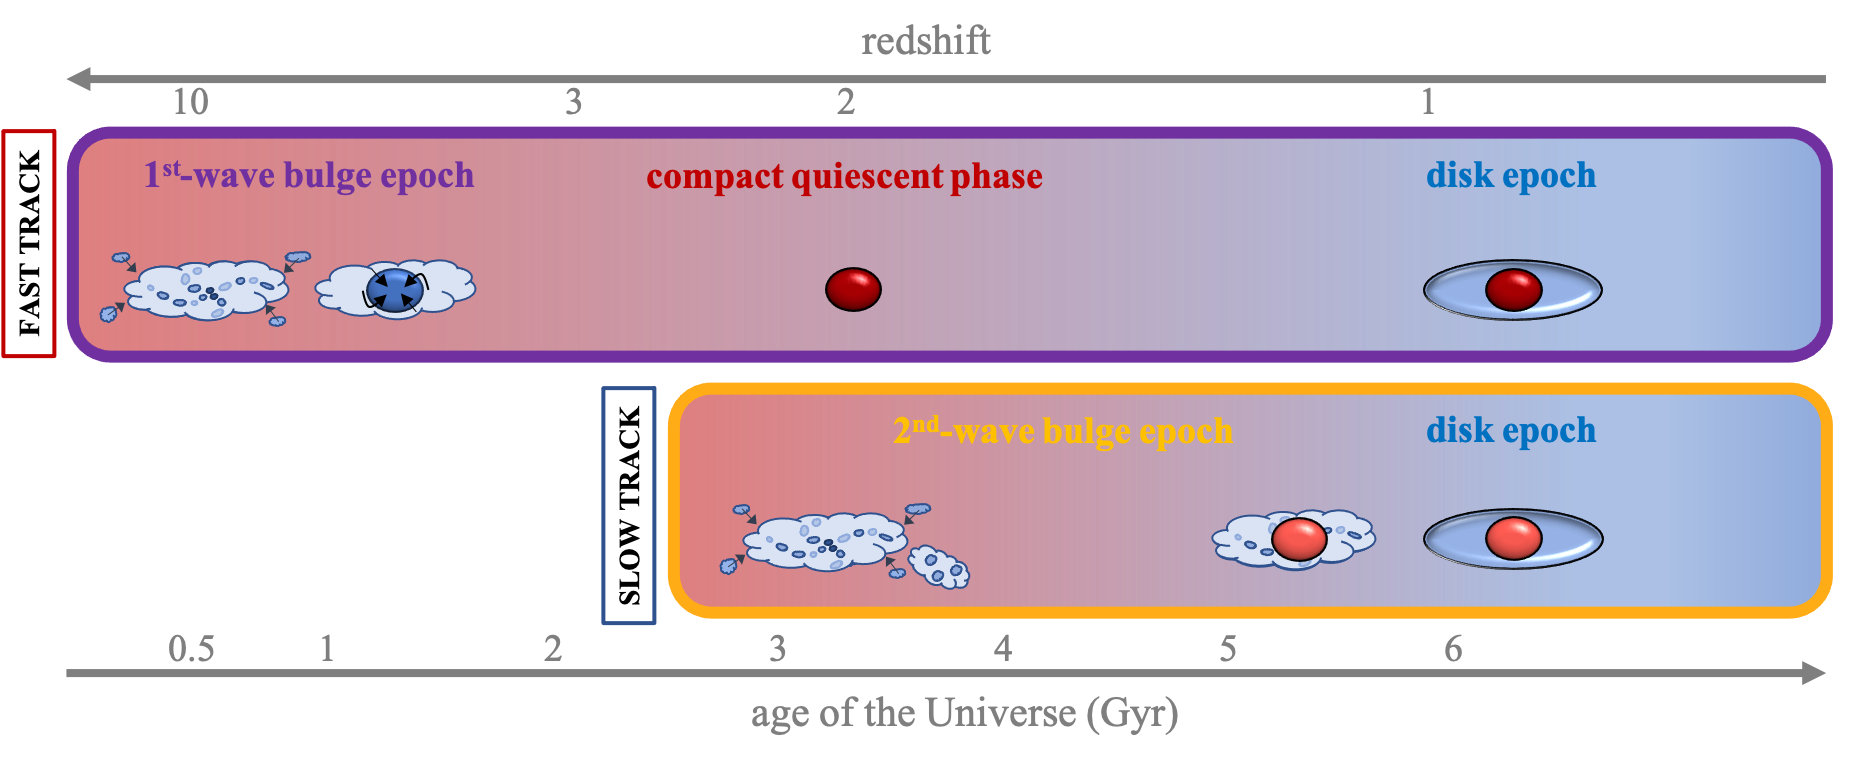 redshift
10 3 2 1
FAST TRACK
1st-wave bulge epoch compact quiescent phase disk epoch
SLOW TRACK
2nd-wave bulge epoch disk epoch
0.5 1 2 3 4 5 6
age of the Universe (Gyr)